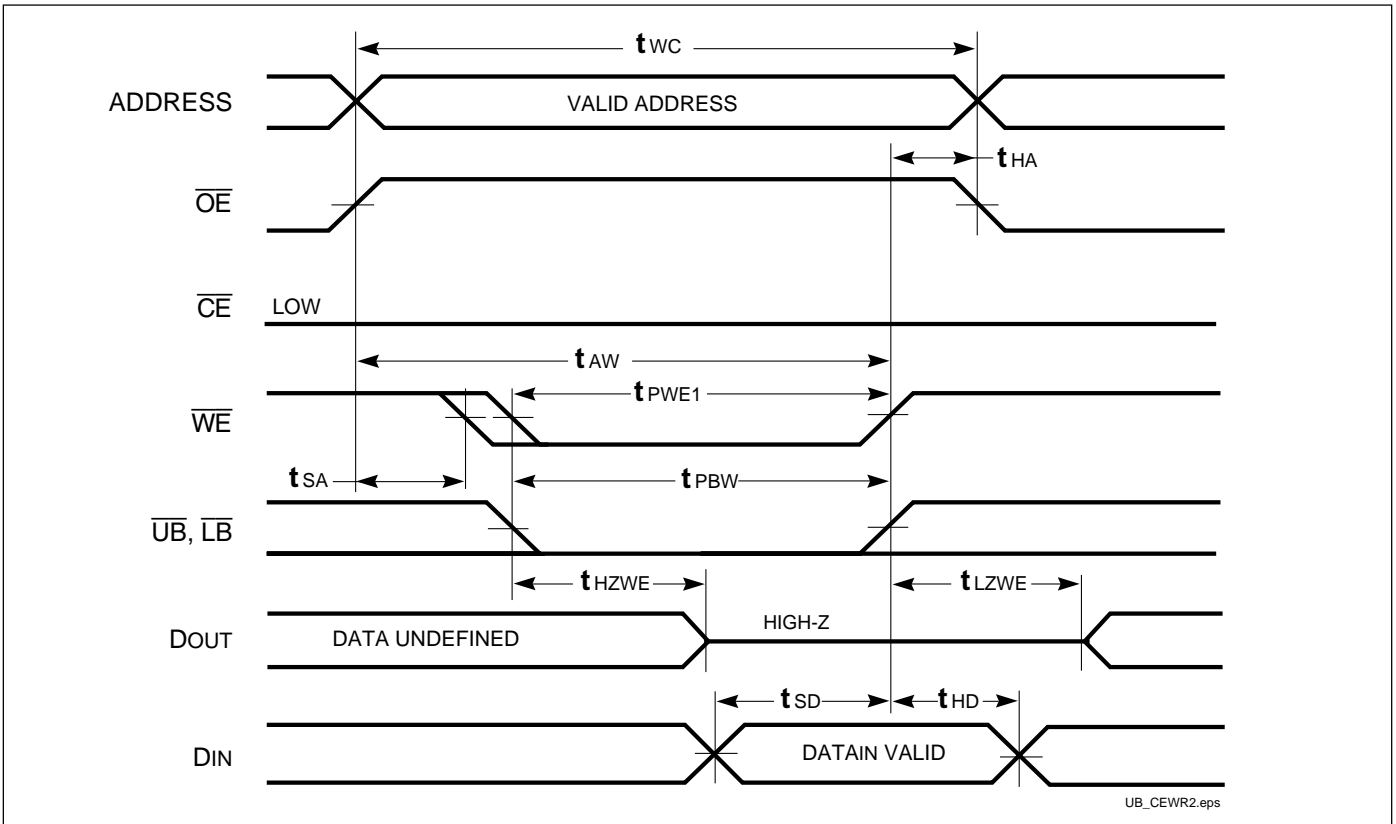 tWC
ADDRESS
VALID ADDRESS
tHA
OE
CE
LOW
tAW
tPWE1
WE
tSA
tPBW
UB, LB
tHZWE
tLZWE
DOUT
DATA UNDEFINED
HIGH-Z
tSD
tHD
DIN
DATAIN VALID
UB_CEWR2.eps